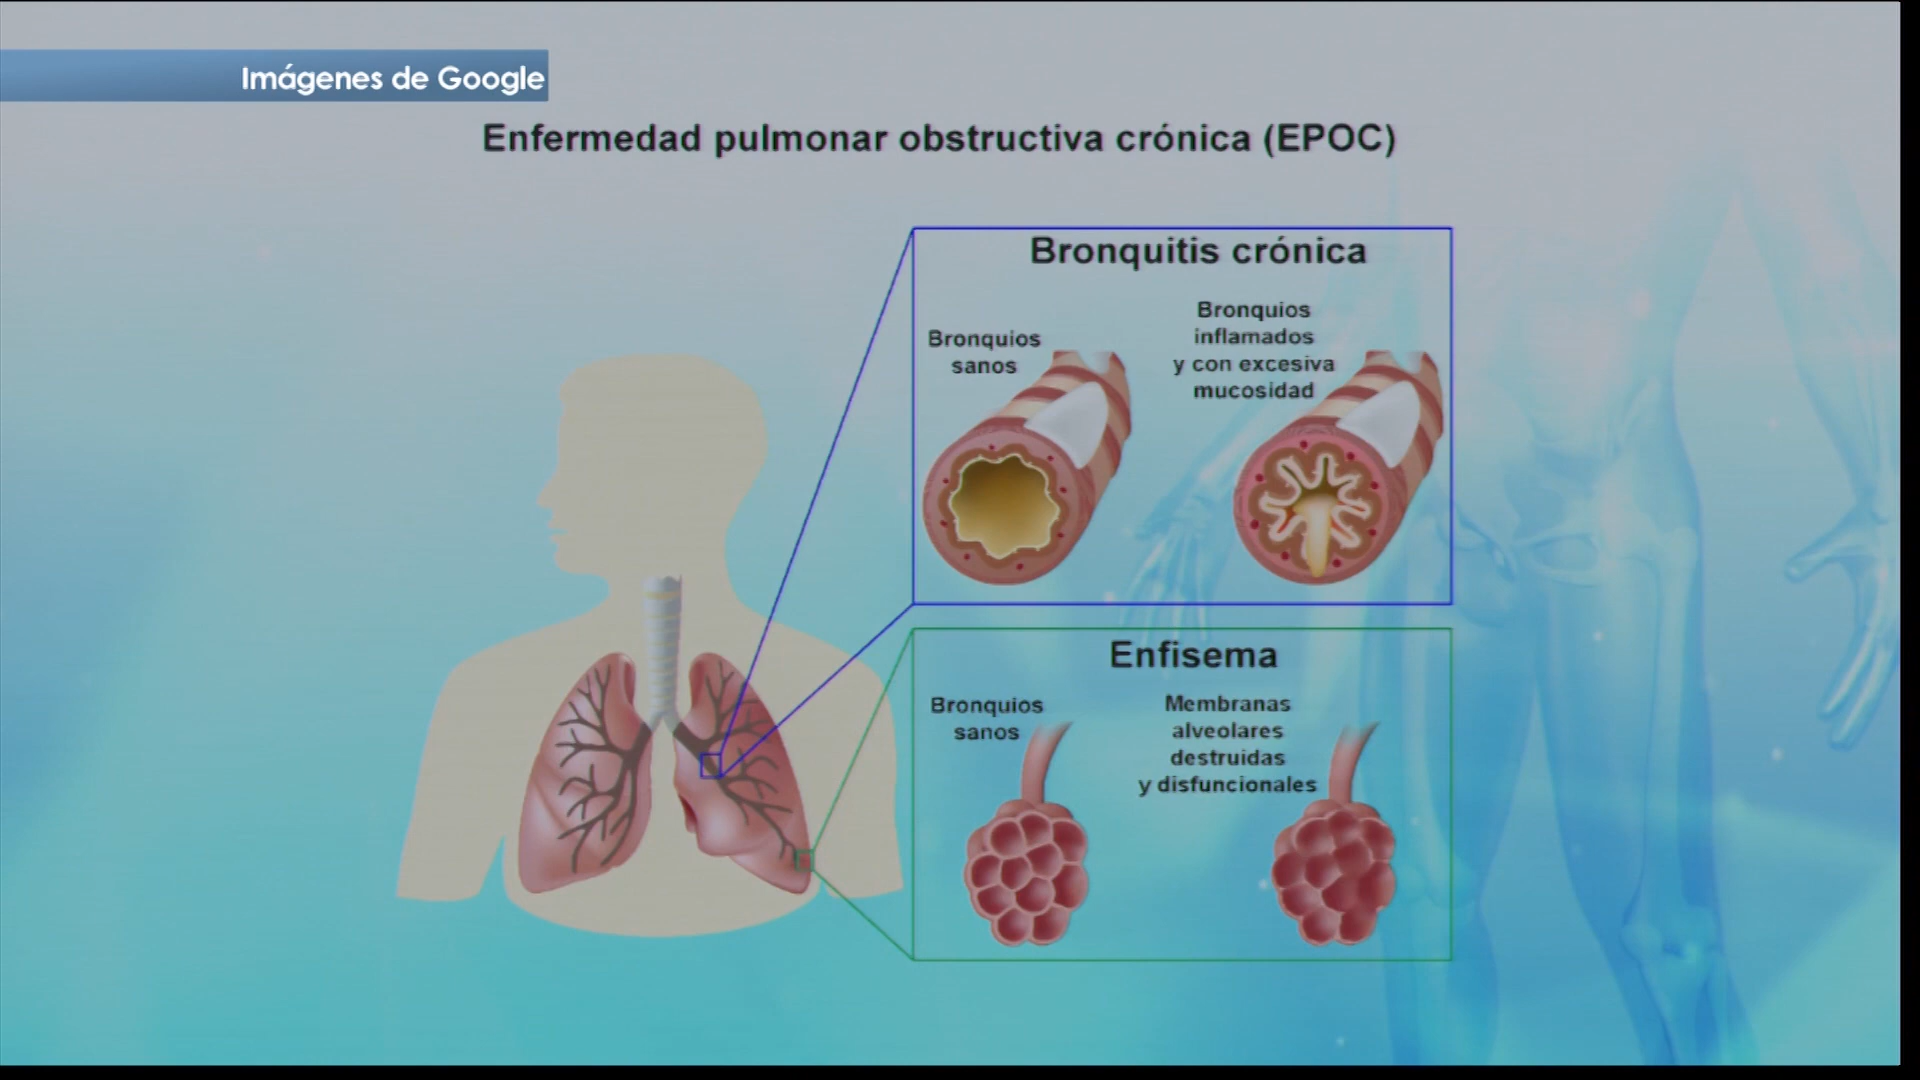 Imágenes de Google
Enfermedad pulmonar obstructiva crónica (EPOC)
Bronquitis crónica
Bronquios
sanos
Bronquios
inflamados
y con excesiva
mucosidad
Enfisema
Bronquios
sanos
Membranas
alveolares
destruidas
y disfuncionales